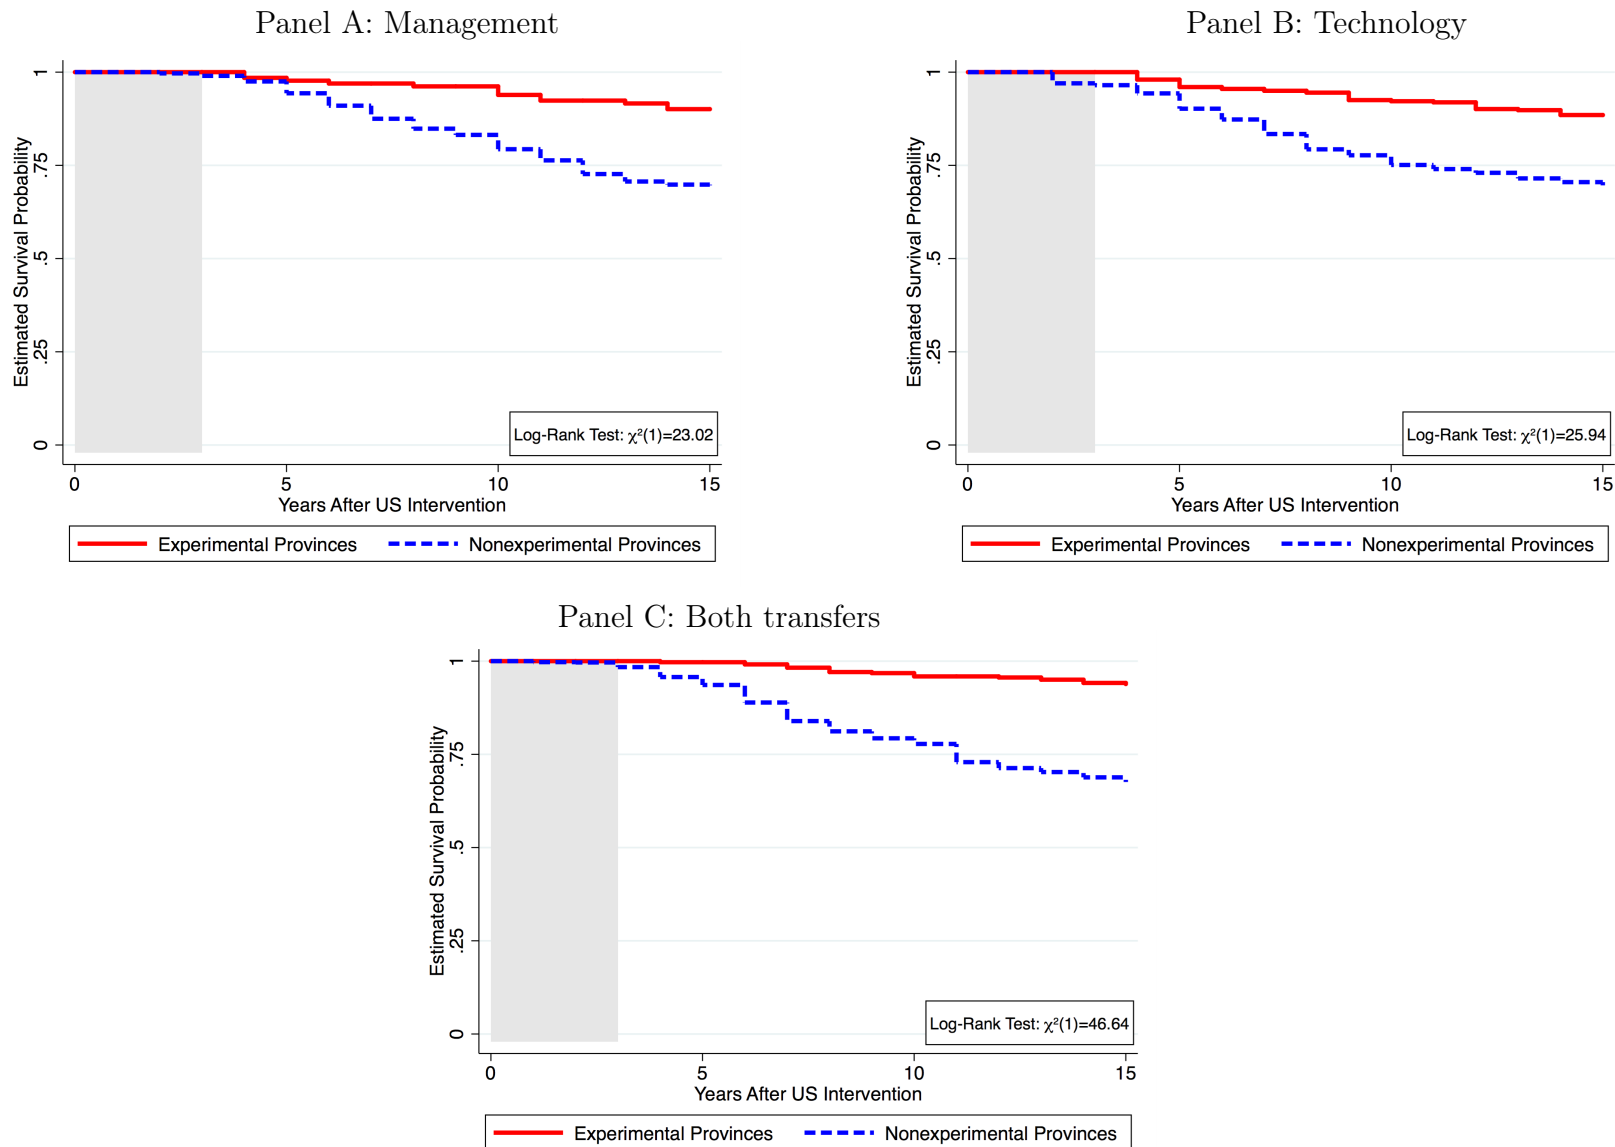 Panel A: Management
Estimated Survival Probability
1
.75
.5
.25
0
Log-Rank Test: χ²(1)=23.02
0 5 10 15
Years After US Intervention
Experimental Provinces Nonexperimental Provinces
Panel B: Technology
Estimated Survival Probability
1
.75
.5
.25
0
Log-Rank Test: χ²(1)=25.94
0 5 10 15
Years After US Intervention
Experimental Provinces Nonexperimental Provinces
Panel C: Both transfers
Estimated Survival Probability
1
.75
.5
.25
0
Log-Rank Test: χ²(1)=46.64
0 5 10 15
Years After US Intervention
Experimental Provinces Nonexperimental Provinces